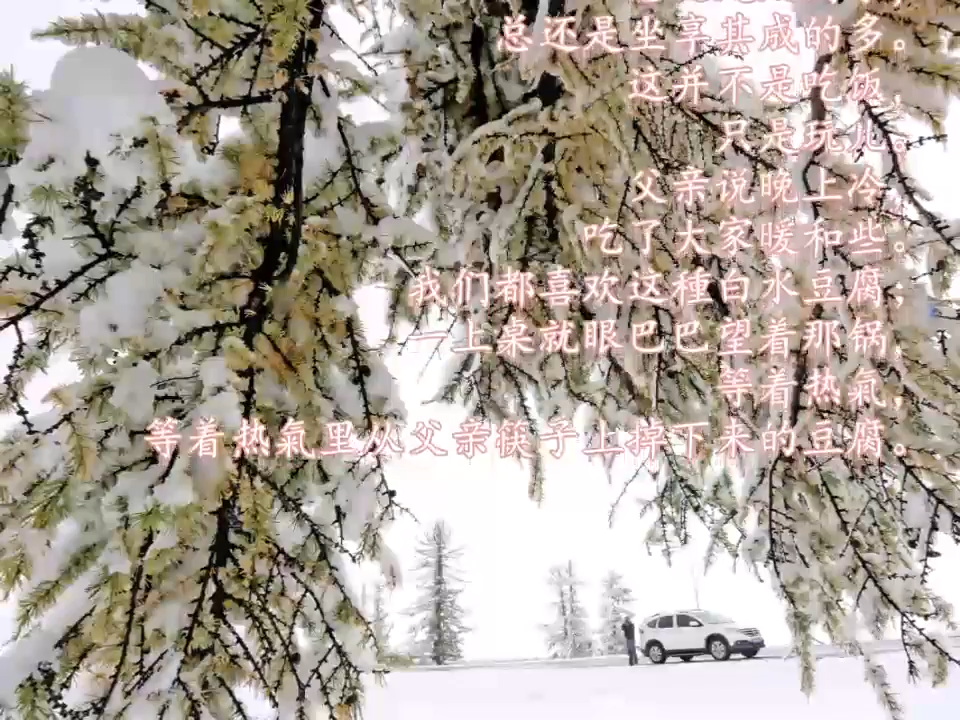 总还是坐享其成的多。
这并不是吃饭，
只是玩儿。
父亲说晚上冷，
吃了大家暖和些。
我们都喜欢这種白水豆腐；
一上桌就眼巴巴望着那锅，
等着热氣，
等着热氣里从父亲筷子上掉下来的豆腐。